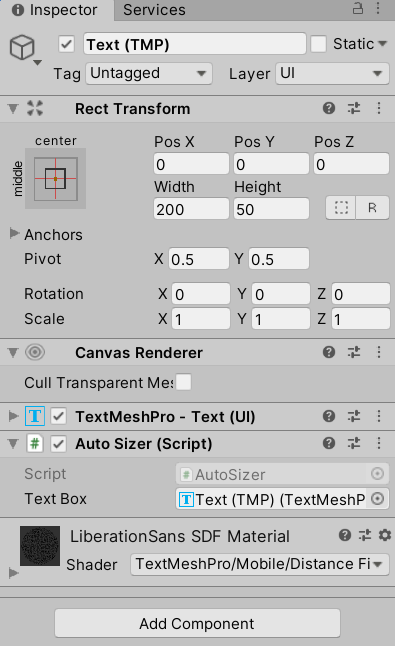 Inspector Services
Text (TMP) Static
Tag Untagged Layer UI
Rect Transform
center Pos X Pos Y Pos Z
middle 0 0 0
Width Height
200 50 R
Anchors
Pivot X 0.5 Y 0.5
Rotation X 0 Y 0 Z 0
Scale X 1 Y 1 Z 1
Canvas Renderer
Cull Transparent Mes
TextMeshPro - Text (UI)
# Auto Sizer (Script)
Script # AutoSizer
Text Box T Text (TMP) (TextMeshP
LiberationSans SDF Material
Shader TextMeshPro/Mobile/Distance Fi
Add Component